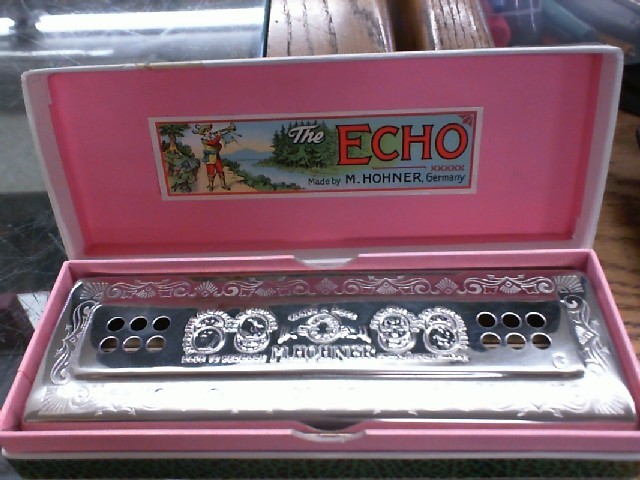 The ECHO
Made by M. HOHNER, Germany
M.HOHNER